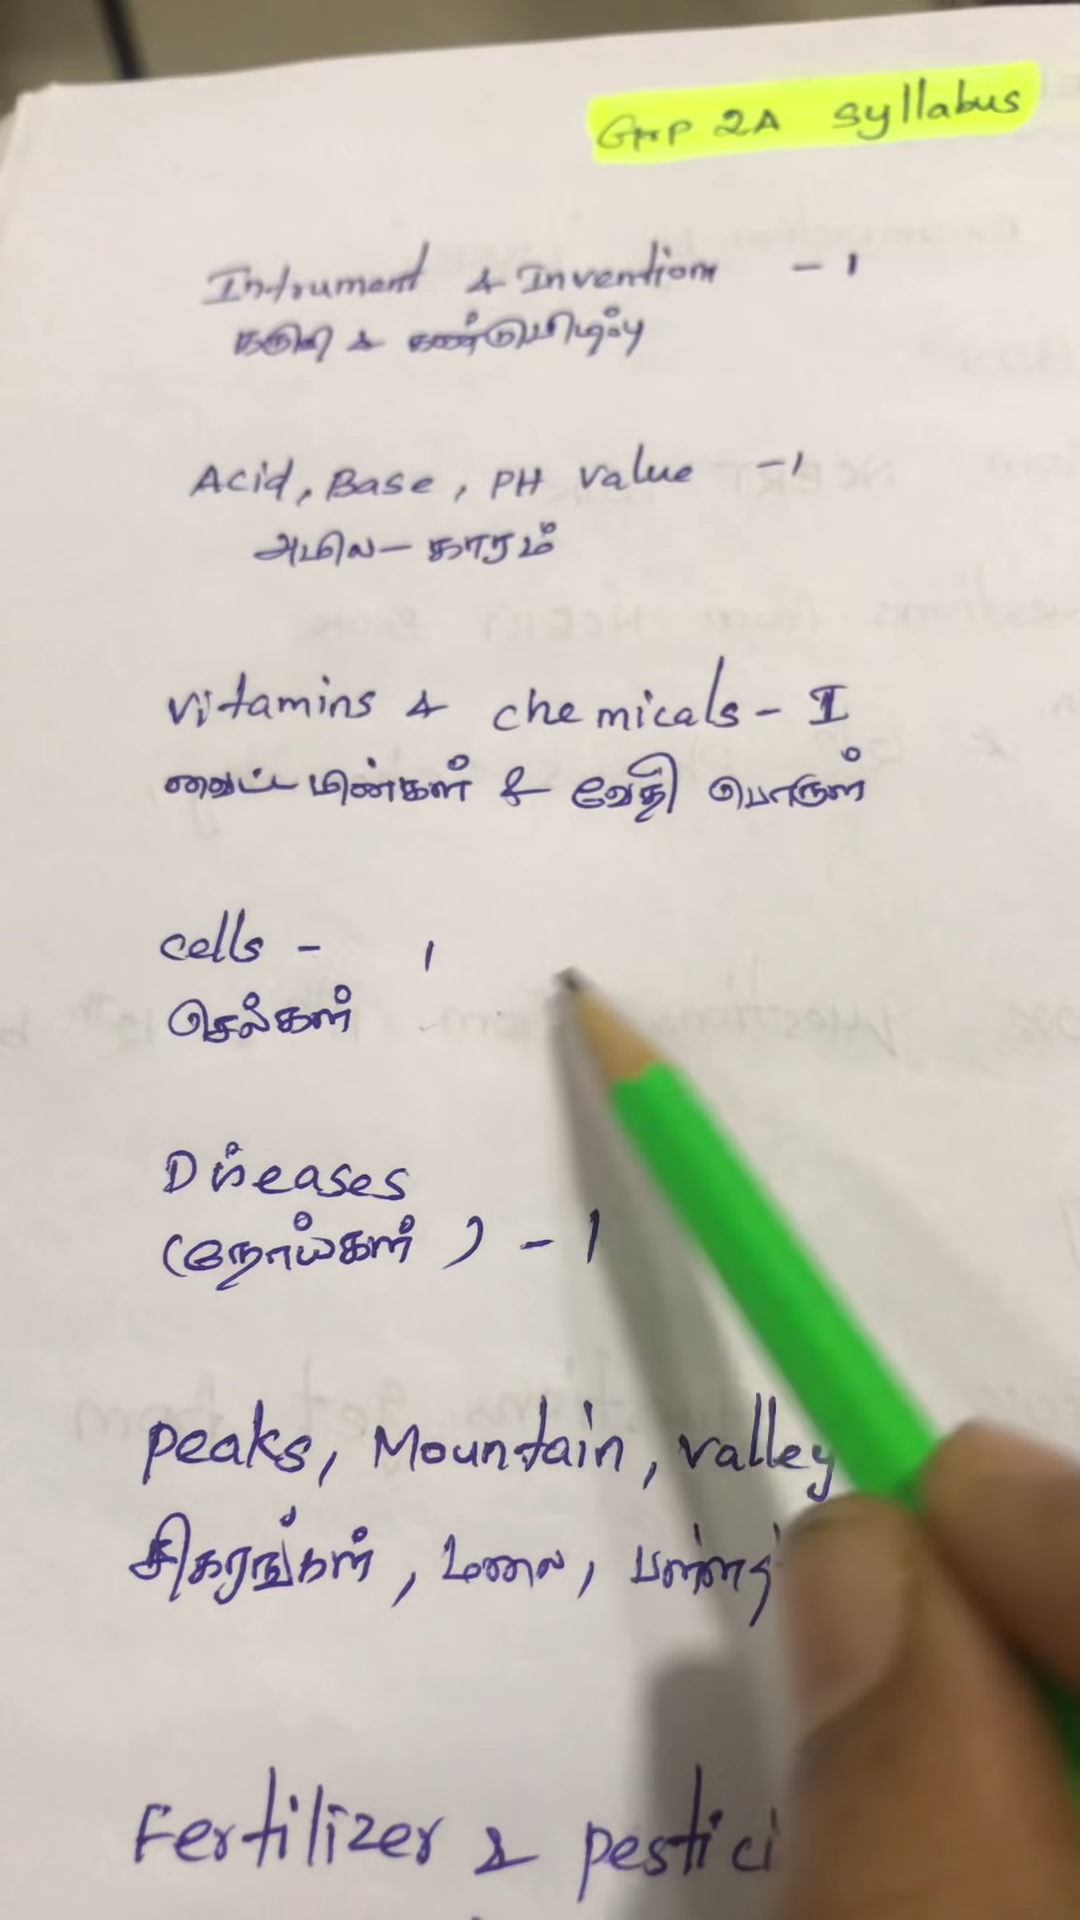 Grp 2A syllabus
Intrument & Invention - 1
கருவி & கண்டுபிடிப்பு
Acid, Base, PH value - 1
அமில - காரம்
vitamins & chemicals - I
வைட்டமின்கள் & வேதி பொருள்
cells - 1
செல்கள்
Diseases
(நோய்கள்) - 1
Peaks, Mountain, valley
சிகரங்கள், மலை,
Fertilizer &